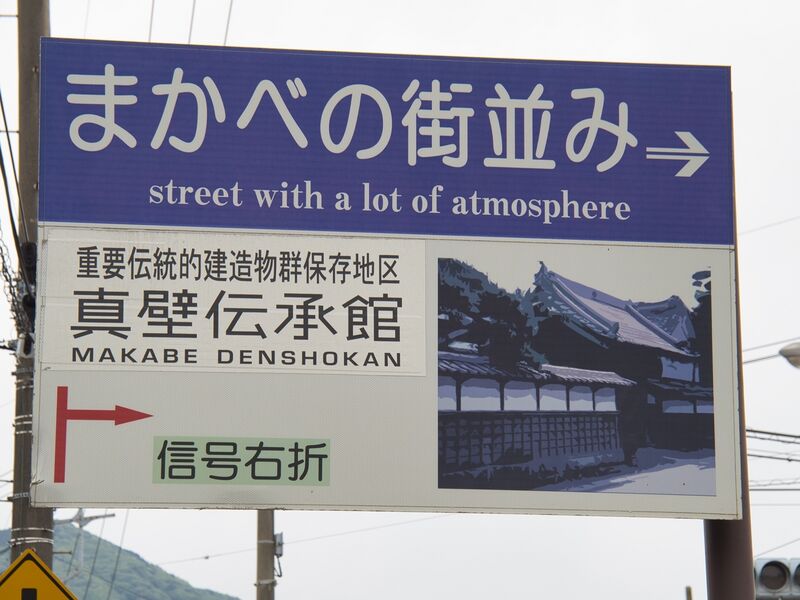 まかべの街並み→
street with a lot of atmosphere
重要伝統的建造物群保存地区
真壁伝承館
MAKABE DENSHOKAN
信号右折